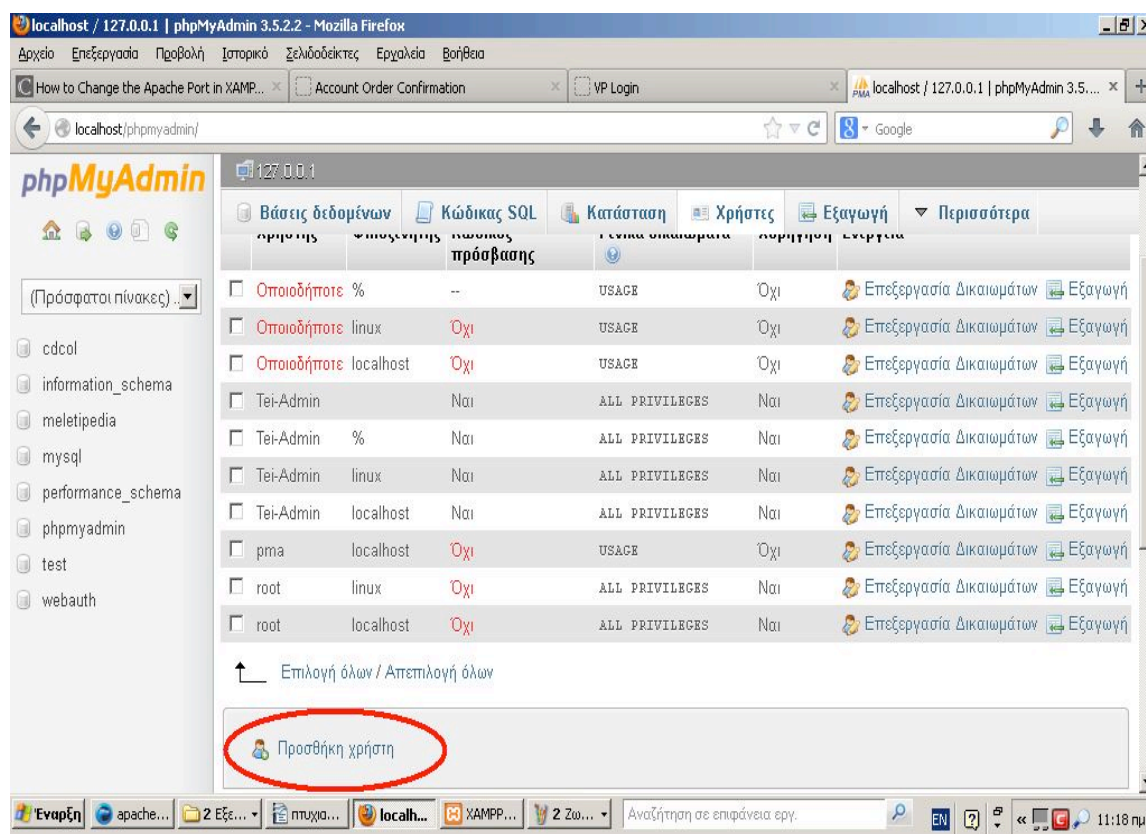 localhost / 127.0.0.1 | phpMyAdmin 3.5.2.2 - Mozilla Firefox
Αρχείο Επεξεργασία Προβολή Ιστορικό Σελιδοδείκτες Εργαλεία Βοήθεια
How to Change the Apache Port in XAMP... × Account Order Confirmation × VP Login × localhost / 127.0.0.1 | phpMyAdmin 3.5.... × +
localhost/phpmyadmin/ Google
phpMyAdmin
127.0.0.1
Βάσεις δεδομένων Κώδικας SQL Κατάσταση Χρήστες Εξαγωγή Περισσότερα
Χρήστης Φιλοξενητής Κωδικός πρόσβασης Γενικά δικαιώματα Χορήγηση Ενέργεια
(Πρόσφατοι πίνακες) ..
cdcol
information_schema
meletipedia
mysql
performance_schema
phpmyadmin
test
webauth
Οποιοδήποτε % -- USAGE Όχι Επεξεργασία Δικαιωμάτων Εξαγωγή
Οποιοδήποτε linux Όχι USAGE Όχι Επεξεργασία Δικαιωμάτων Εξαγωγή
Οποιοδήποτε localhost Όχι USAGE Όχι Επεξεργασία Δικαιωμάτων Εξαγωγή
Tei-Admin Ναι ALL PRIVILEGES Ναι Επεξεργασία Δικαιωμάτων Εξαγωγή
Tei-Admin % Ναι ALL PRIVILEGES Ναι Επεξεργασία Δικαιωμάτων Εξαγωγή
Tei-Admin linux Ναι ALL PRIVILEGES Ναι Επεξεργασία Δικαιωμάτων Εξαγωγή
Tei-Admin localhost Ναι ALL PRIVILEGES Ναι Επεξεργασία Δικαιωμάτων Εξαγωγή
pma localhost Όχι USAGE Όχι Επεξεργασία Δικαιωμάτων Εξαγωγή
root linux Όχι ALL PRIVILEGES Ναι Επεξεργασία Δικαιωμάτων Εξαγωγή
root localhost Όχι ALL PRIVILEGES Ναι Επεξεργασία Δικαιωμάτων Εξαγωγή
Επιλογή όλων / Απεπιλογή όλων
Προσθήκη χρήστη
Έναρξη apache... 2 Εξε... πτυχια... localh... XAMPP... 2 Ζω... Αναζήτηση σε επιφάνεια εργ. EN « 11:18 πμ